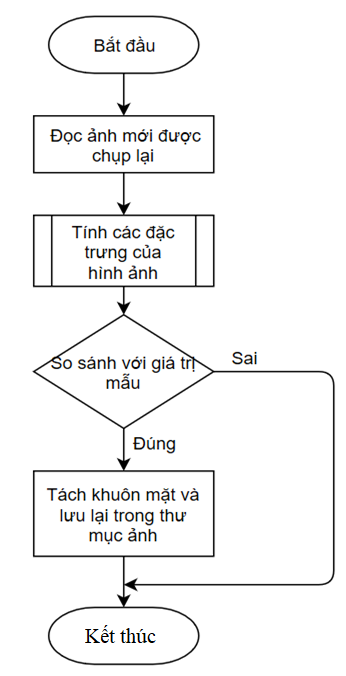 Bắt đầu
Đọc ảnh mới được
chụp lại
Tính các đặc
trưng của
hình ảnh
So sánh với giá trị
mẫu
Sai
Đúng
Tách khuôn mặt và
lưu lại trong thư
mục ảnh
Kết thúc